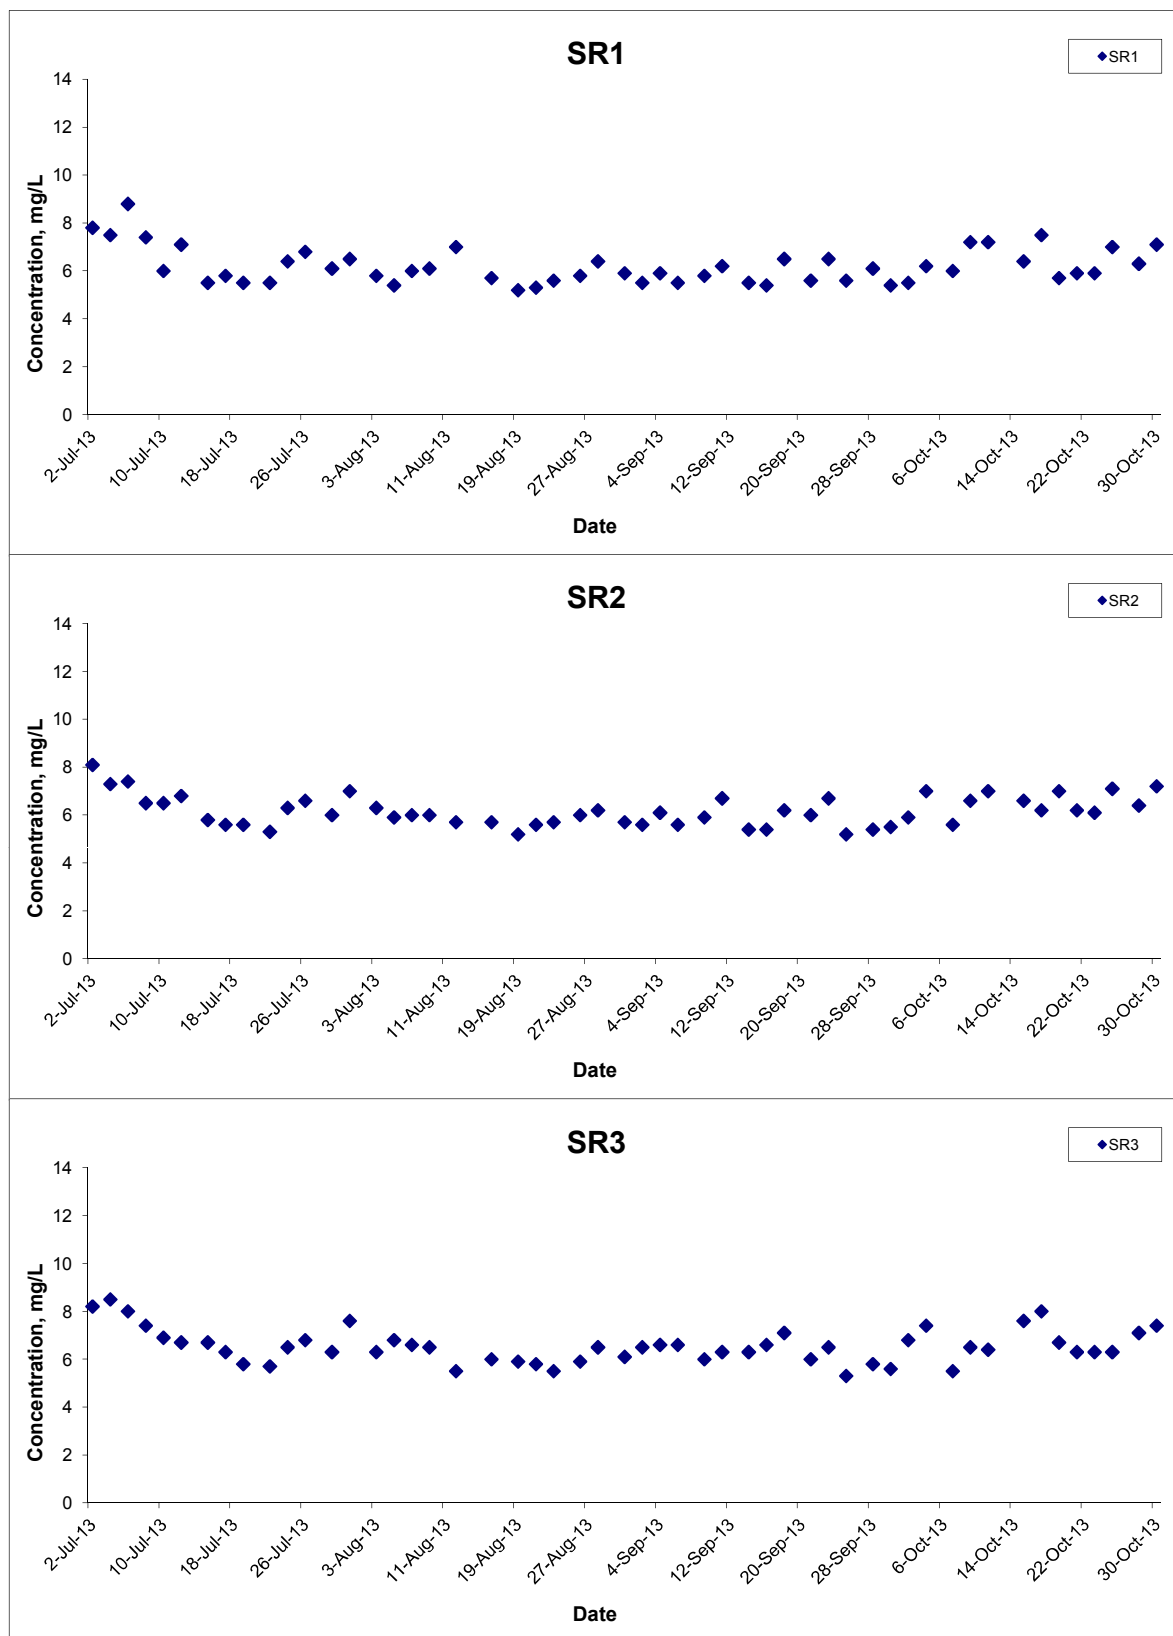 SR1
SR1
14
12
10
8
6
4
2
0
Concentration, mg/L
2-Jul-13
10-Jul-13
18-Jul-13
26-Jul-13
3-Aug-13
11-Aug-13
19-Aug-13
27-Aug-13
4-Sep-13
12-Sep-13
20-Sep-13
28-Sep-13
6-Oct-13
14-Oct-13
22-Oct-13
30-Oct-13
Date
SR2
SR2
14
12
10
8
6
4
2
0
Concentration, mg/L
2-Jul-13
10-Jul-13
18-Jul-13
26-Jul-13
3-Aug-13
11-Aug-13
19-Aug-13
27-Aug-13
4-Sep-13
12-Sep-13
20-Sep-13
28-Sep-13
6-Oct-13
14-Oct-13
22-Oct-13
30-Oct-13
Date
SR3
SR3
14
12
10
8
6
4
2
0
Concentration, mg/L
2-Jul-13
10-Jul-13
18-Jul-13
26-Jul-13
3-Aug-13
11-Aug-13
19-Aug-13
27-Aug-13
4-Sep-13
12-Sep-13
20-Sep-13
28-Sep-13
6-Oct-13
14-Oct-13
22-Oct-13
30-Oct-13
Date